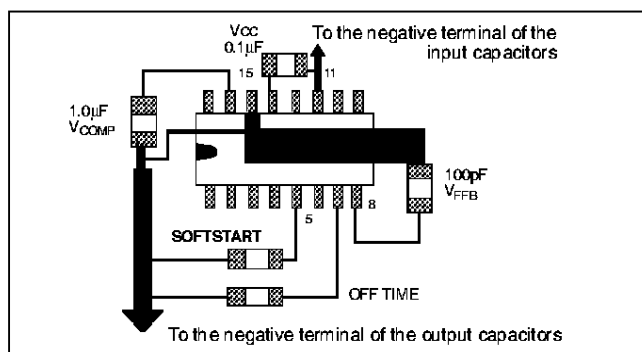 VCC
0.1µF
To the negative terminal of the
input capacitors
15
11
1.0µF
VCOMP
100pF
VFFB
5
8
SOFTSTART
OFF TIME
To the negative terminal of the output capacitors